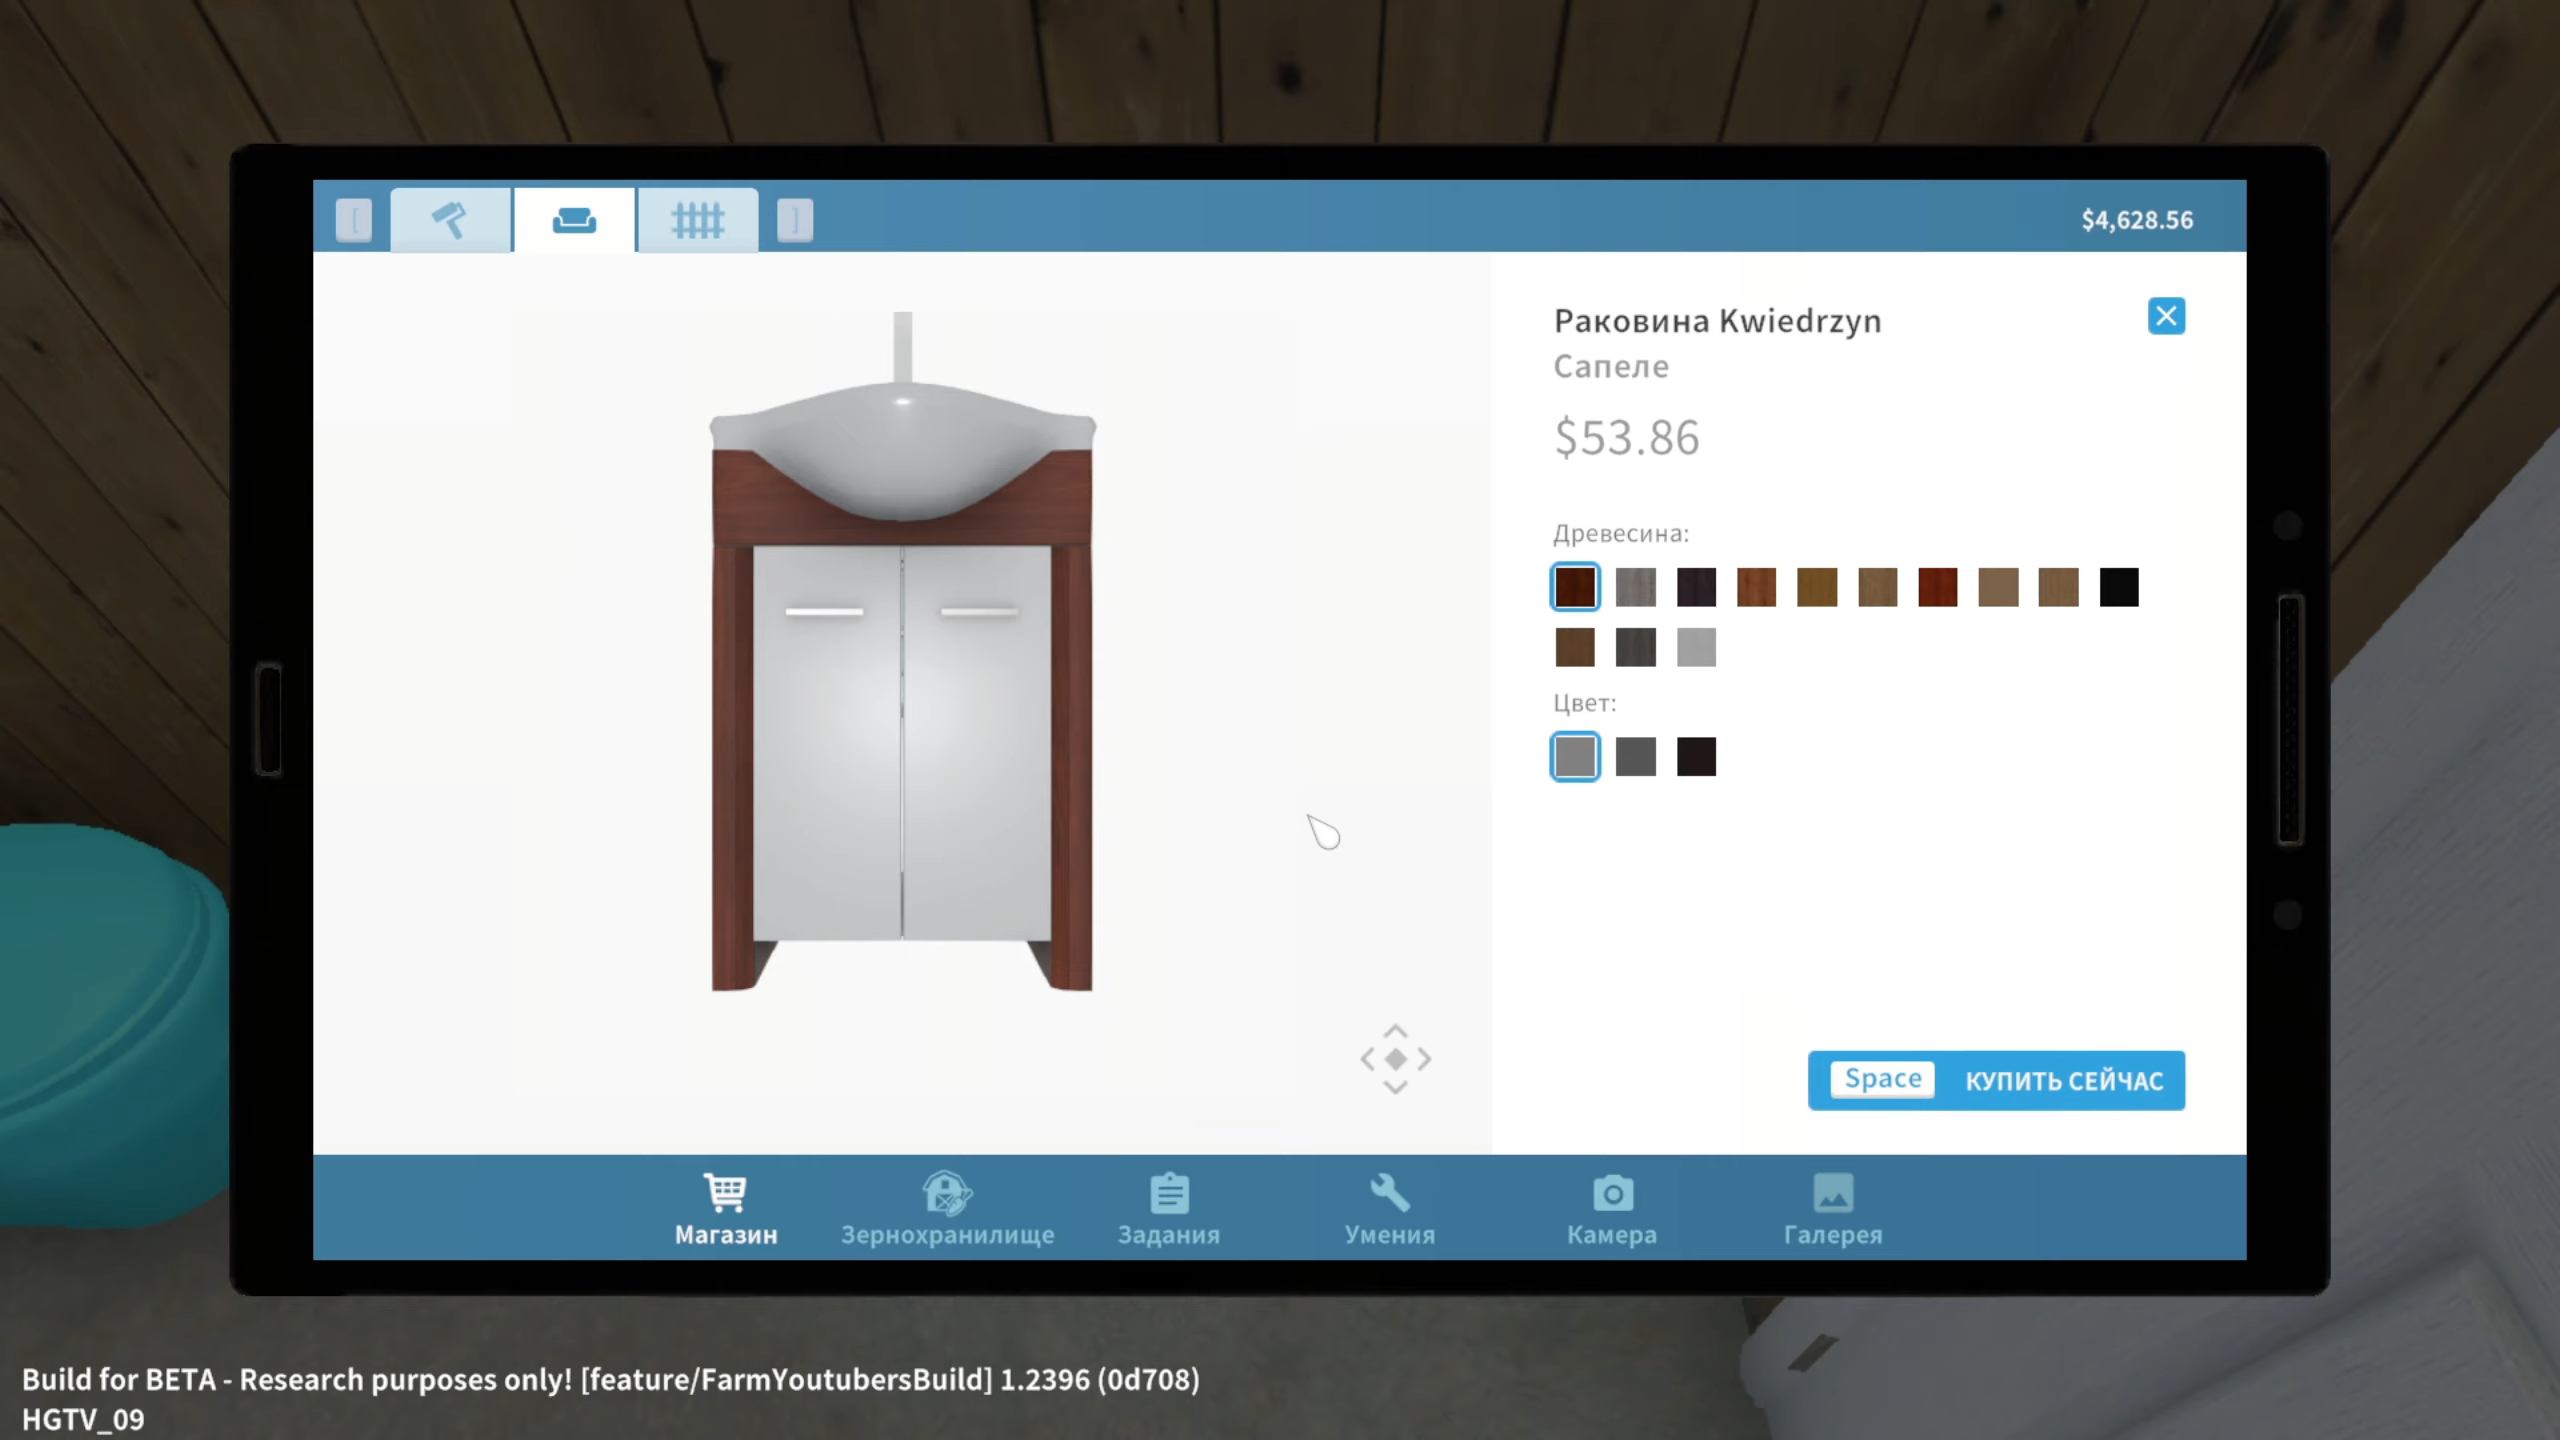 [
]
$4,628.56
Раковина Kwiedrzyn
Сапеле
$53.86
Древесина:
Цвет:
Space КУПИТЬ СЕЙЧАС
Магазин Зернохранилище Задания Умения Камера Галерея
Build for BETA - Research purposes only! [feature/FarmYoutubersBuild] 1.2396 (0d708)
HGTV_09